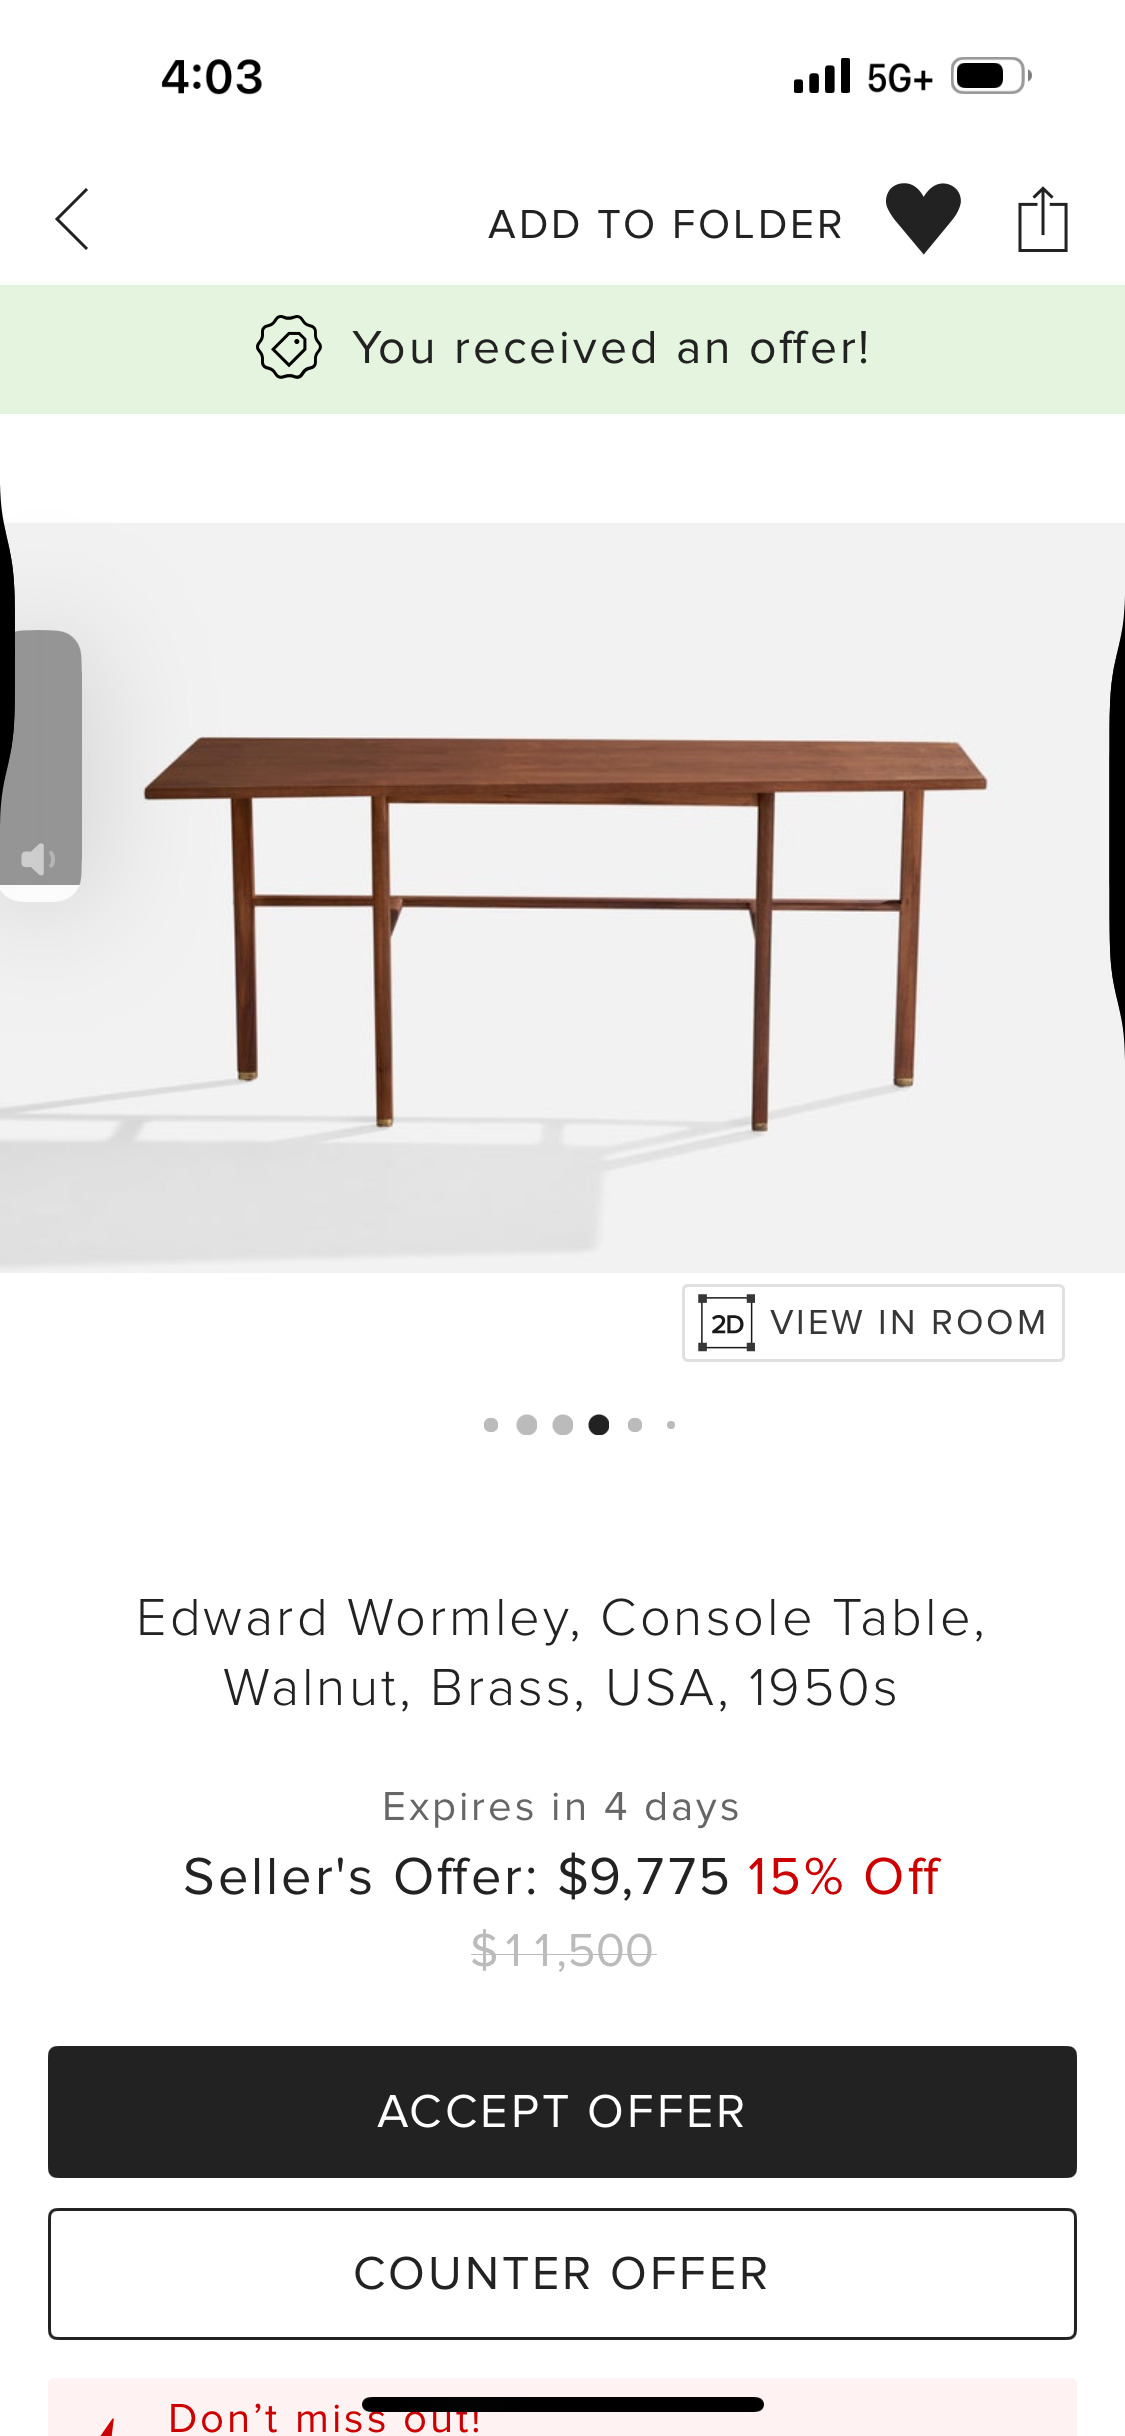 4:03
5G+
ADD TO FOLDER
You received an offer!
2D VIEW IN ROOM
Edward Wormley, Console Table,
Walnut, Brass, USA, 1950s
Expires in 4 days
Seller's Offer: $9,775 15% Off
$11,500
ACCEPT OFFER
COUNTER OFFER
Don’t miss out!